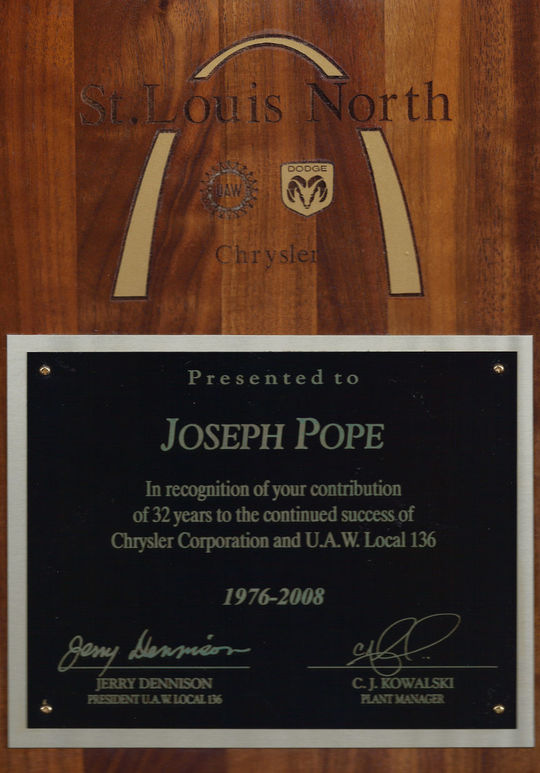 St. Louis North
UAW
DODGE
Chrysler
Presented to
JOSEPH POPE
In recognition of your contribution
of 32 years to the continued success of
Chrysler Corporation and U.A.W. Local 136
1976-2008
Jerry Dennison
JERRY DENNISON
PRESIDENT U.A.W. LOCAL 136
C. J. KOWALSKI
PLANT MANAGER